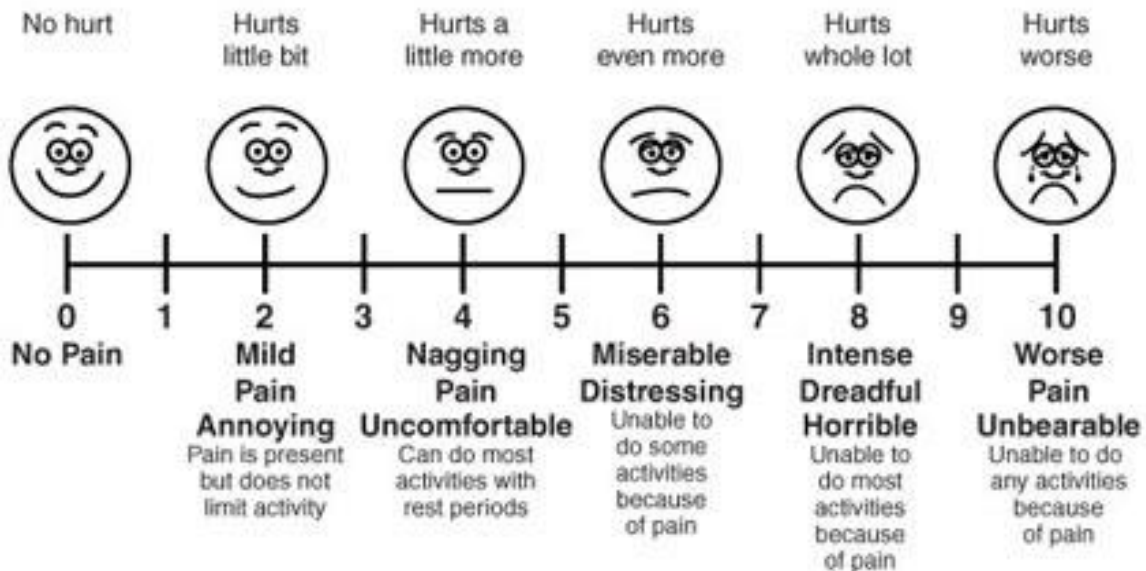 No hurt
Hurts
little bit
Hurts a
little more
Hurts
even more
Hurts
whole lot
Hurts
worse
0 1 2 3 4 5 6 7 8 9 10
No Pain
Mild
Pain
Annoying
Pain is present
but does not
limit activity
Nagging
Pain
Uncomfortable
Can do most
activities with
rest periods
Miserable
Distressing
Unable to
do some
activities
because
of pain
Intense
Dreadful
Horrible
Unable to
do most
activities
because
of pain
Worse
Pain
Unbearable
Unable to do
any activities
because
of pain